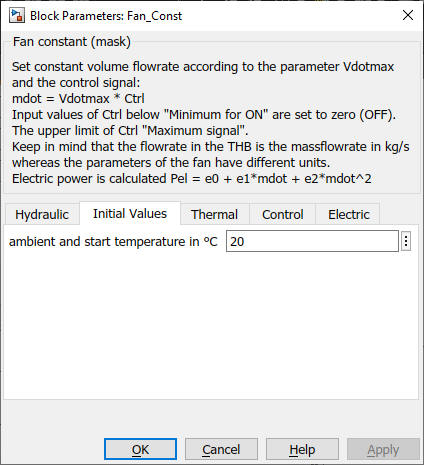 Block Parameters: Fan_Const
Fan constant (mask)
Set constant volume flowrate according to the parameter Vdotmax
and the control signal:
mdot = Vdotmax * Ctrl
Input values of Ctrl below "Minimum for ON" are set to zero (OFF).
The upper limit of Ctrl "Maximum signal".
Keep in mind that the flowrate in the THB is the massflowrate in kg/s
whereas the parameters of the fan have different units.
Electric power is calculated Pel = e0 + e1*mdot + e2*mdot^2
Hydraulic Initial Values Thermal Control Electric
ambient and start temperature in ºC 20
OK Cancel Help Apply